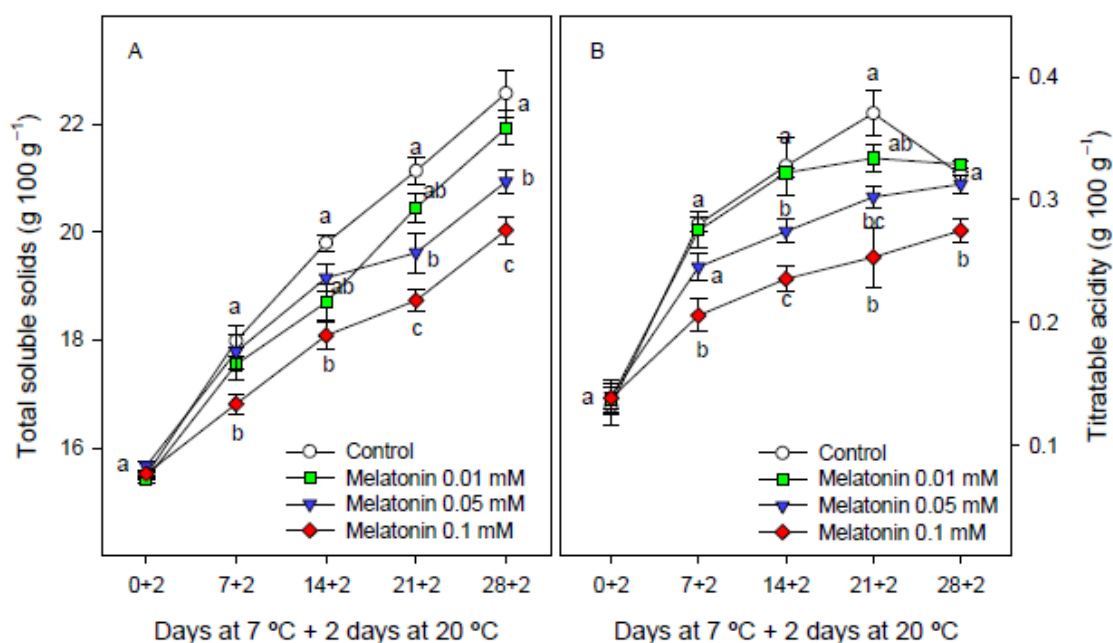 A
B
Total soluble solids (g 100 g⁻¹)
22
20
18
16
a
a
b
a
ab
b
a
ab
b
c
a
b
c
Control
Melatonin 0.01 mM
Melatonin 0.05 mM
Melatonin 0.1 mM
0+2 7+2 14+2 21+2 28+2
Days at 7 ºC + 2 days at 20 ºC
a
a
a
b
a
b
c
a
ab
bc
b
a
b
Control
Melatonin 0.01 mM
Melatonin 0.05 mM
Melatonin 0.1 mM
0+2 7+2 14+2 21+2 28+2
Days at 7 ºC + 2 days at 20 ºC
0.4
0.3
0.2
0.1
Titratable acidity (g 100 g⁻¹)